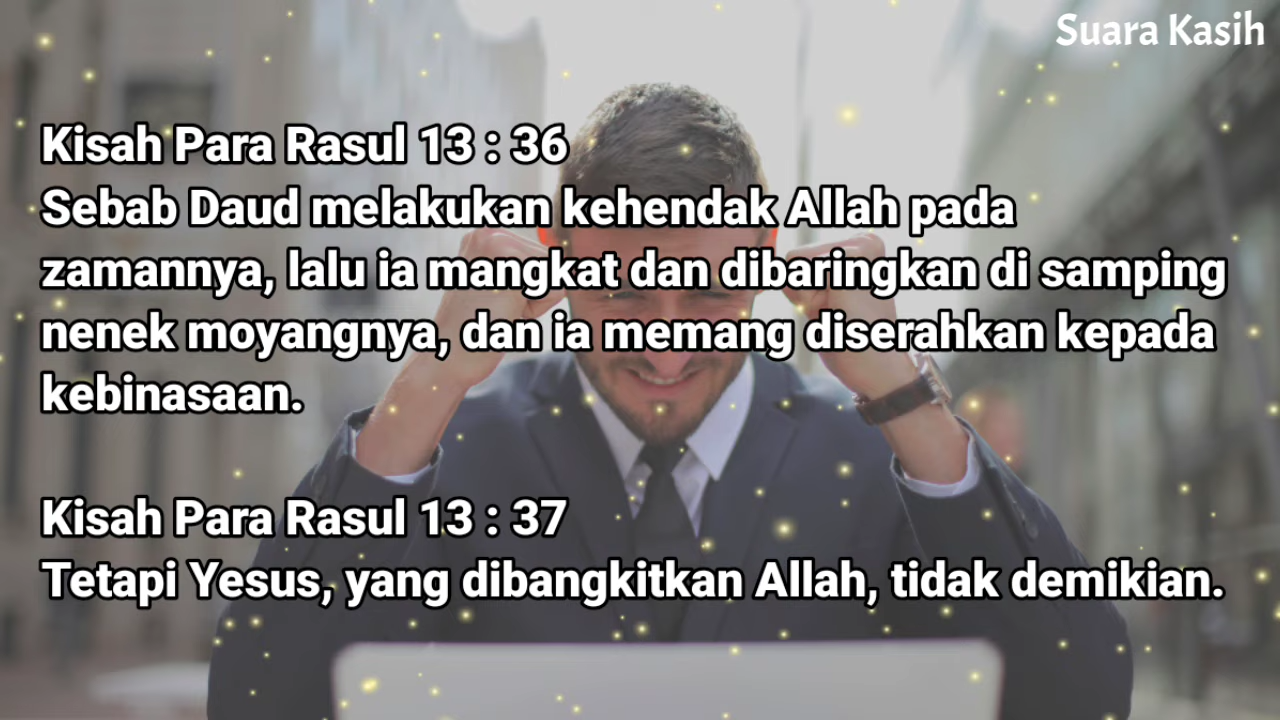 Suara Kasih
Kisah Para Rasul 13 : 36
Sebab Daud melakukan kehendak Allah pada
zamannya, lalu ia mangkat dan dibaringkan di samping
nenek moyangnya, dan ia memang diserahkan kepada
kebinasaan.
Kisah Para Rasul 13 : 37
Tetapi Yesus, yang dibangkitkan Allah, tidak demikian.